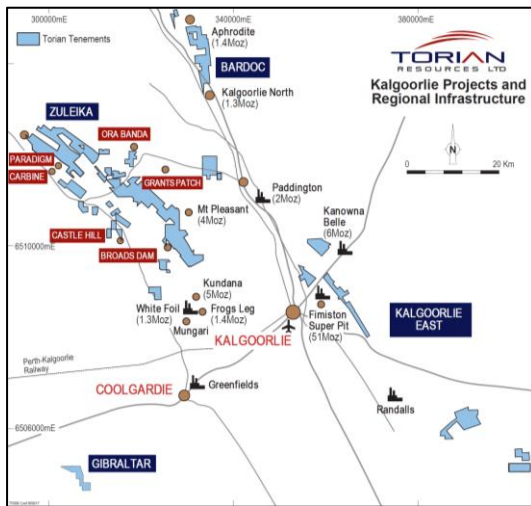 300000mE
340000mE
380000mE
Torian Tenements
Aphrodite
(1.4Moz)
BARDOC
TORIAN
RESOURCES LTD
Kalgoorlie Projects and
Regional Infrastructure
Kalgoorlie North
(1.3Moz)
ZULEIKA
ORA BANDA
N
PARADIGM
CARBINE
GRANTS PATCH
0
20 Km
Paddington
(2Moz)
Mt Pleasant
(4Moz)
Kanowna
Belle
(6Moz)
CASTLE HILL
6510000mE
BROADS DAM
Kundana
(5Moz)
White Foil
(1.3Moz)
Frogs Leg
(1.4Moz)
Mungari
Fimiston
Super Pit
(51Moz)
KALGOORLIE
EAST
KALGOORLIE
Perth-Kalgoorlie
Railway
COOLGARDIE
Greenfields
Randalls
6506000mE
GIBRALTAR